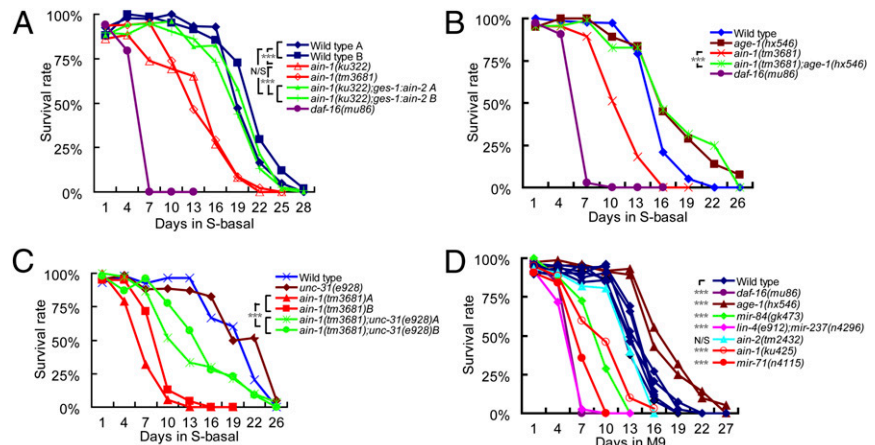 A
Survival rate
100%
75%
50%
25%
0%
1 4 7 10 13 16 19 22 25 28
Days in S-basal
***
N/S
***
Wild type A
Wild type B
ain-1(ku322)
ain-1(tm3681)
ain-1(ku322);ges-1:ain-2 A
ain-1(ku322);ges-1:ain-2 B
daf-16(mu86)
B
Survival rate
100%
75%
50%
25%
0%
1 4 7 10 13 16 19 22 26
Days in S-basal
***
Wild type
age-1(hx546)
ain-1(tm3681)
ain-1(tm3681);age-1(hx546)
daf-16(mu86)
C
Survival rate
100%
75%
50%
25%
0%
1 4 7 10 13 16 19 22 26
Days in S-basal
***
Wild type
unc-31(e928)
ain-1(tm3681)A
ain-1(tm3681)B
ain-1(tm3681);unc-31(e928)A
ain-1(tm3681);unc-31(e928)B
D
Survival rate
100%
75%
50%
25%
0%
1 4 7 10 13 16 19 22 27
Days in M9
Wild type
*** daf-16(mu86)
*** age-1(hx546)
*** mir-84(gk473)
*** lin-4(e912);mir-237(n4296)
N/S ain-2(tm2432)
*** ain-1(ku425)
*** mir-71(n4115)